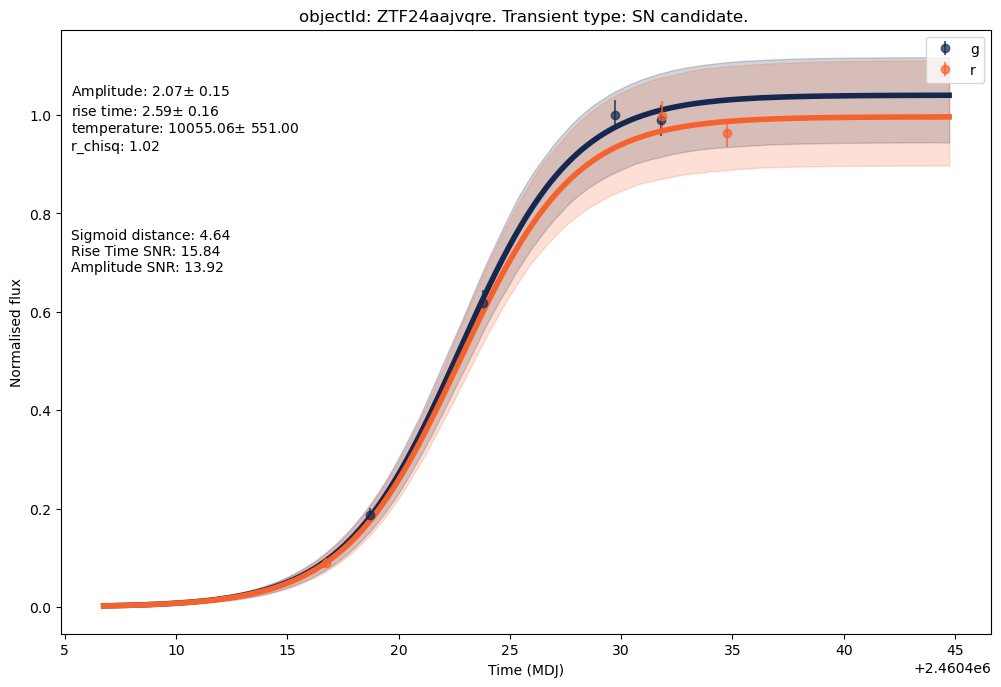 objectId: ZTF24aajvqre. Transient type: SN candidate.
g
r
Amplitude: 2.07± 0.15
rise time: 2.59± 0.16
temperature: 10055.06± 551.00
r_chisq: 1.02
Sigmoid distance: 4.64
Rise Time SNR: 15.84
Amplitude SNR: 13.92
Normalised flux
1.0
0.8
0.6
0.4
0.2
0.0
5 10 15 20 25 30 35 40 45
Time (MDJ)
+2.4604e6